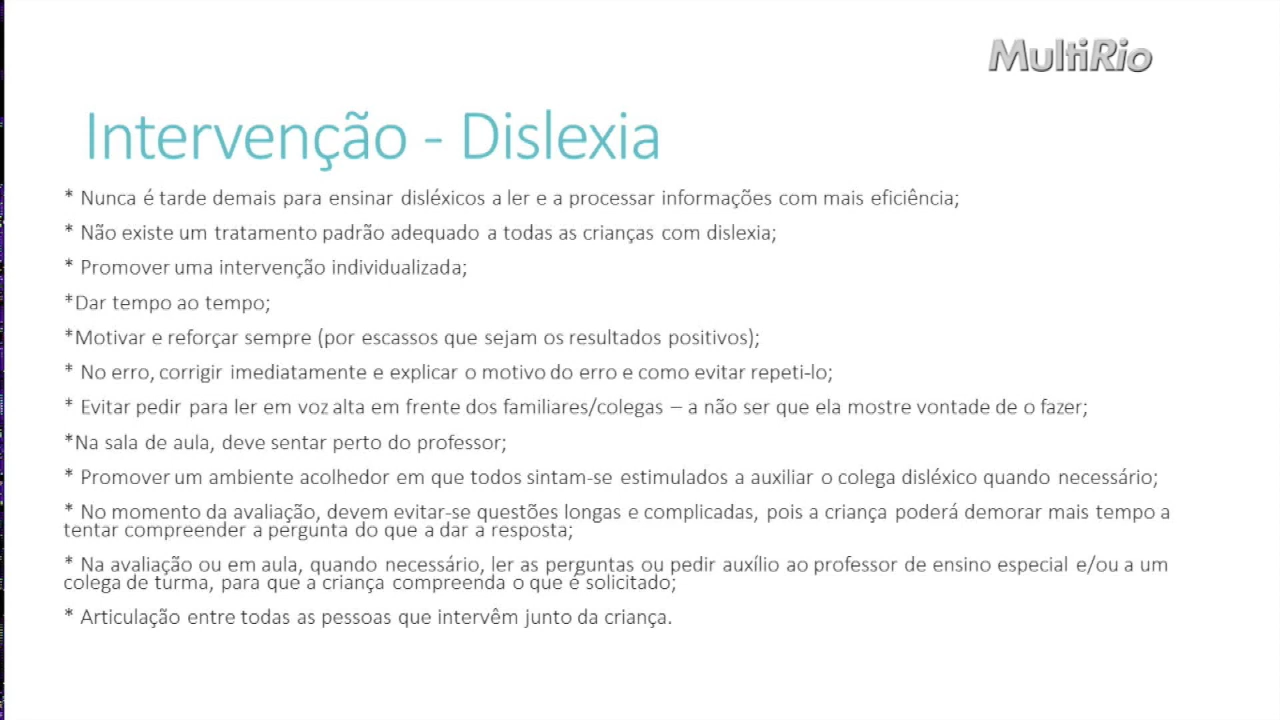 MultiRio
Intervenção - Dislexia
* Nunca é tarde demais para ensinar disléxicos a ler e a processar informações com mais eficiência;
* Não existe um tratamento padrão adequado a todas as crianças com dislexia;
* Promover uma intervenção individualizada;
*Dar tempo ao tempo;
*Motivar e reforçar sempre (por escassos que sejam os resultados positivos);
* No erro, corrigir imediatamente e explicar o motivo do erro e como evitar repeti-lo;
* Evitar pedir para ler em voz alta em frente dos familiares/colegas – a não ser que ela mostre vontade de o fazer;
*Na sala de aula, deve sentar perto do professor;
* Promover um ambiente acolhedor em que todos sintam-se estimulados a auxiliar o colega disléxico quando necessário;
* No momento da avaliação, devem evitar-se questões longas e complicadas, pois a criança poderá demorar mais tempo a
tentar compreender a pergunta do que a dar a resposta;
* Na avaliação ou em aula, quando necessário, ler as perguntas ou pedir auxílio ao professor de ensino especial e/ou a um
colega de turma, para que a criança compreenda o que é solicitado;
* Articulação entre todas as pessoas que intervêm junto da criança.